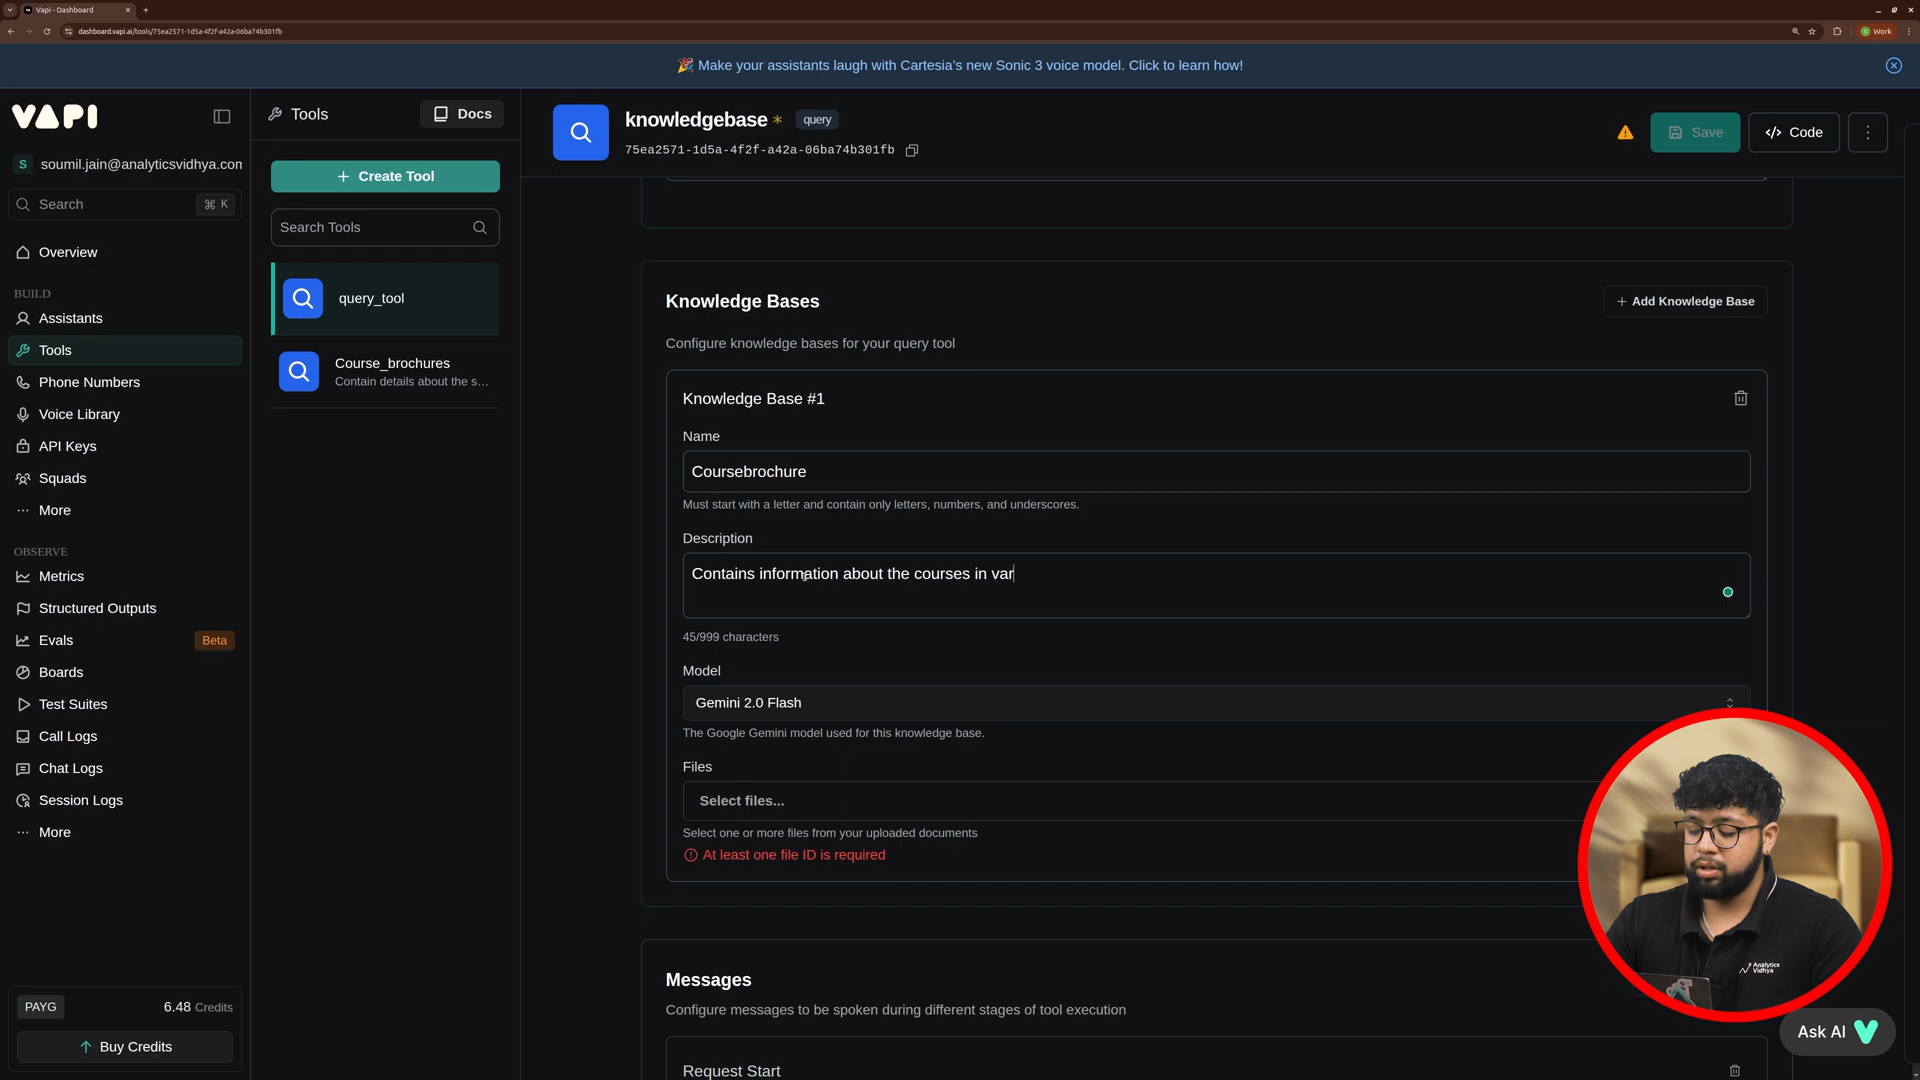 Vapi - Dashboard
dashboard.vapi.ai/tools/75ea2571-1d5a-4f2f-a42a-06ba74b301fb
Work
🎉 Make your assistants laugh with Cartesia's new Sonic 3 voice model. Click to learn how!
VAPI
S soumil.jain@analyticsvidhya.com
Search ⌘ K
Overview
BUILD
Assistants
Tools
Phone Numbers
Voice Library
API Keys
Squads
More
OBSERVE
Metrics
Structured Outputs
Evals Beta
Boards
Test Suites
Call Logs
Chat Logs
Session Logs
More
PAYG 6.48 Credits
Buy Credits
Tools
Docs
+ Create Tool
Search Tools
query_tool
Course_brochures
Contain details about the s...
knowledgebase * query
75ea2571-1d5a-4f2f-a42a-06ba74b301fb
Save
</> Code
Knowledge Bases
+ Add Knowledge Base
Configure knowledge bases for your query tool
Knowledge Base #1
Name
Coursebrochure
Must start with a letter and contain only letters, numbers, and underscores.
Description
Contains information about the courses in var
45/999 characters
Model
Gemini 2.0 Flash
The Google Gemini model used for this knowledge base.
Files
Select files...
Select one or more files from your uploaded documents
At least one file ID is required
Messages
Configure messages to be spoken during different stages of tool execution
Request Start
Analytics
Vidhya
Ask AI